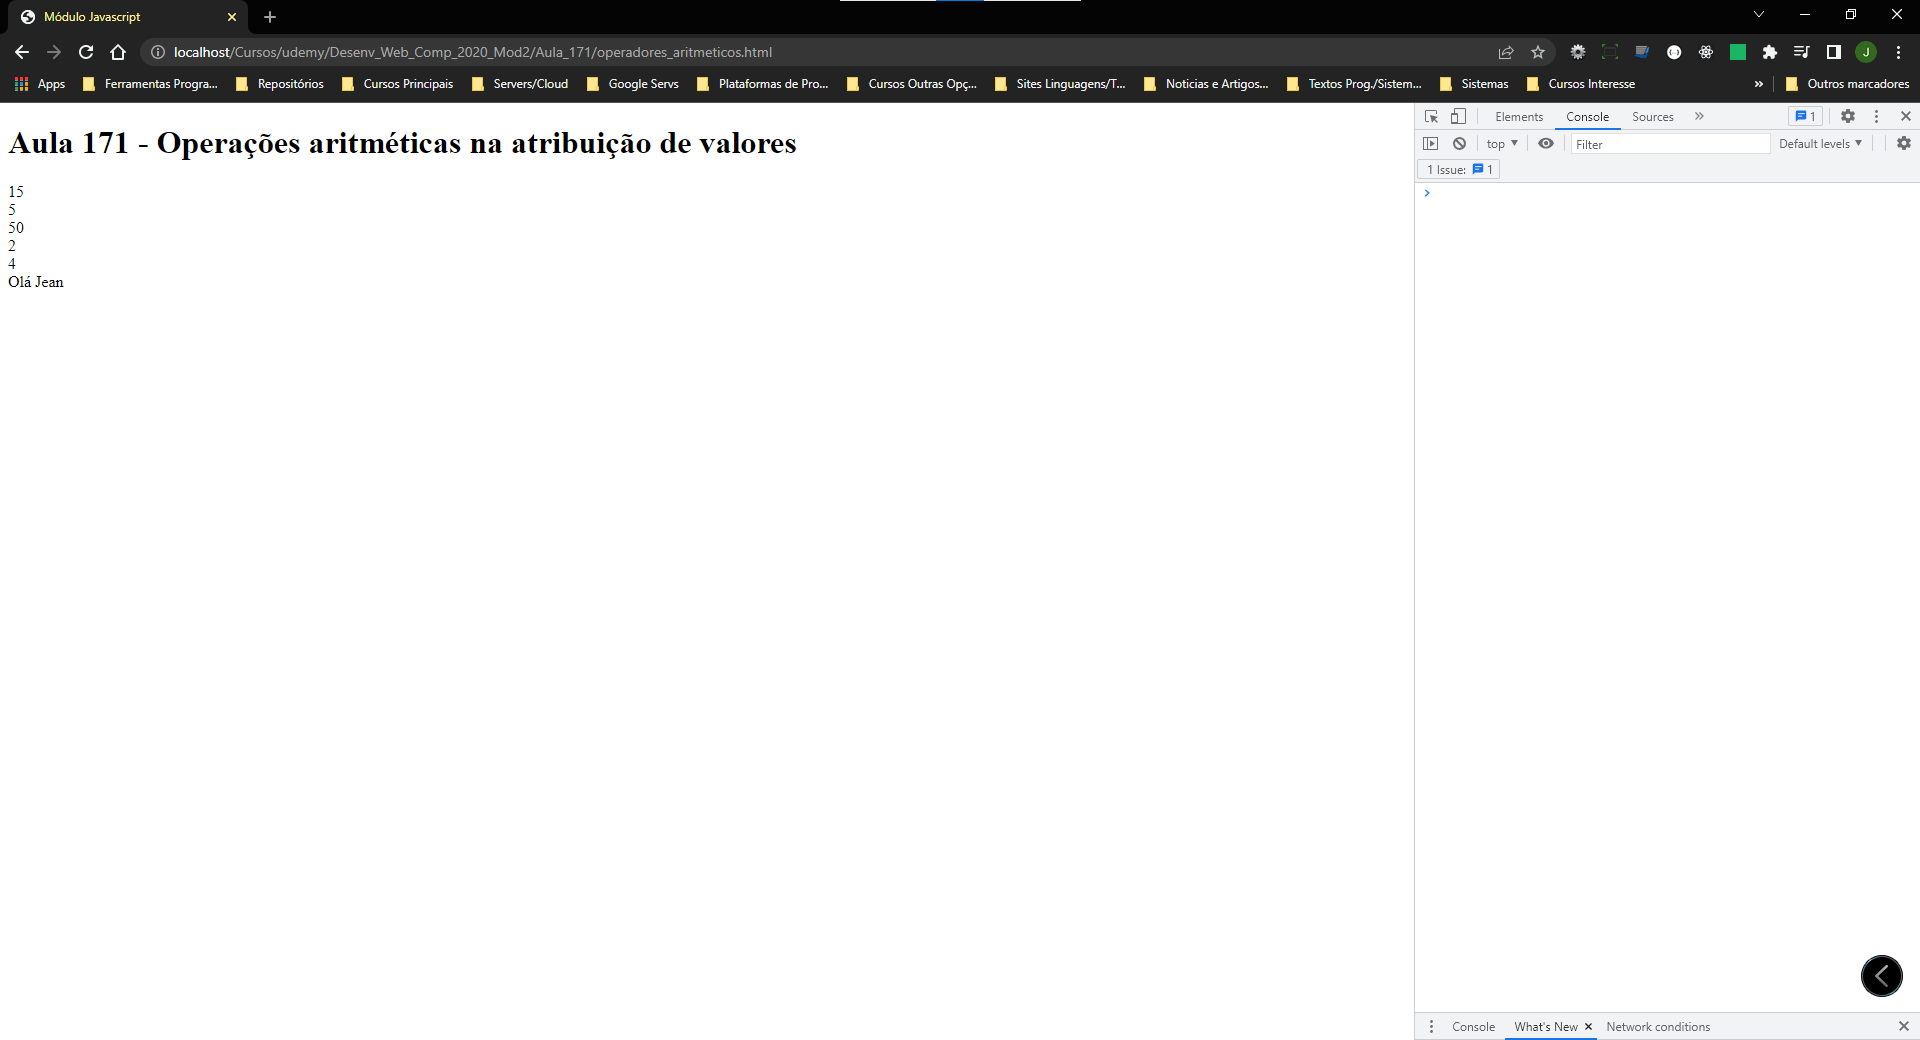 Módulo Javascript
localhost/Cursos/udemy/Desenv_Web_Comp_2020_Mod2/Aula_171/operadores_aritmeticos.html
J
Apps Ferramentas Progra... Repositórios Cursos Principais Servers/Cloud Google Servs Plataformas de Pro... Cursos Outras Opç... Sites Linguagens/T... Noticias e Artigos... Textos Prog./Sistem... Sistemas Cursos Interesse » Outros marcadores
Aula 171 - Operações aritméticas na atribuição de valores
15
5
50
2
4
Olá Jean
Elements Console Sources » 1
top Filter Default levels
1 Issue: 1
Console What's New Network conditions